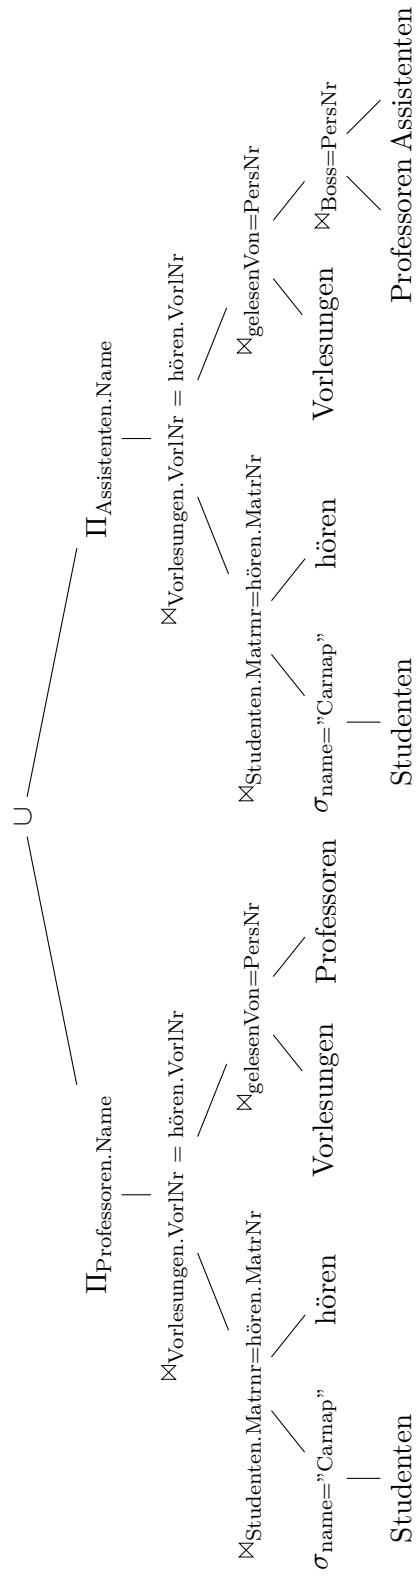 ∪
Π_Professoren.Name
Π_Assistenten.Name
⋈_Vorlesungen.VorlNr = hören.VorlNr
⋈_Vorlesungen.VorlNr = hören.VorlNr
⋈_Studenten.Matrnr=hören.MatrNr
⋈_gelesenVon=PersNr
⋈_Studenten.Matrnr=hören.MatrNr
⋈_gelesenVon=PersNr
σ_name="Carnap"
hören
Vorlesungen
Professoren
σ_name="Carnap"
hören
Vorlesungen
⋈_Boss=PersNr
Studenten
Studenten
Professoren
Assistenten